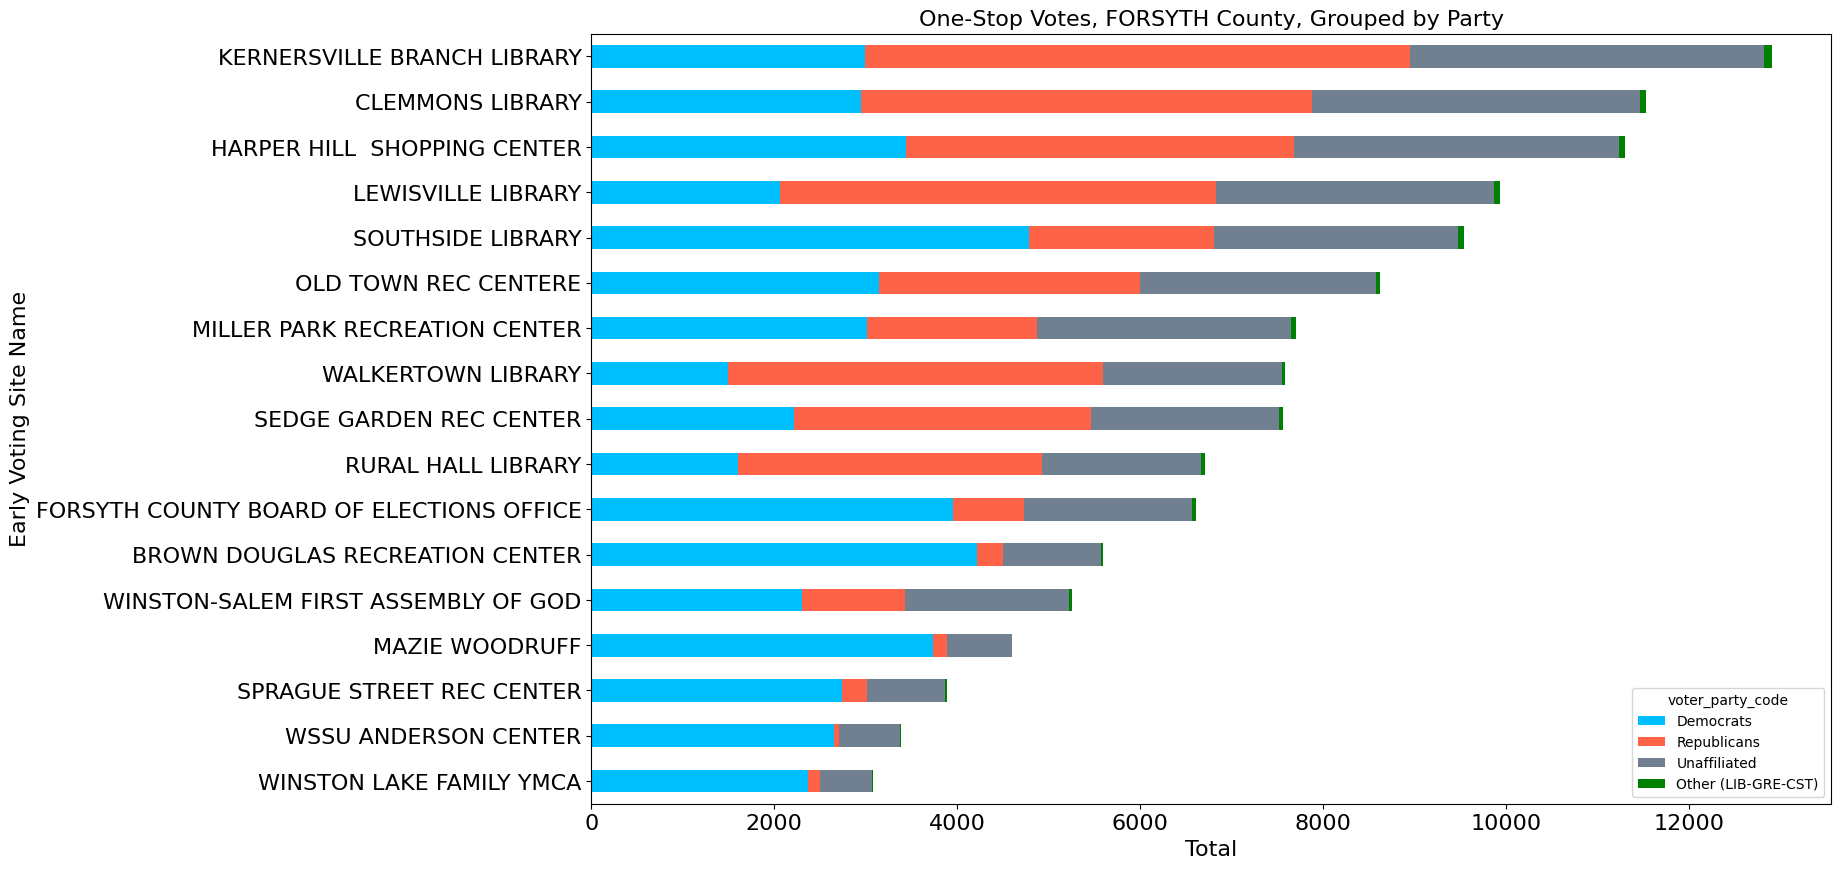 One-Stop Votes, FORSYTH County, Grouped by Party
Early Voting Site Name
KERNERSVILLE BRANCH LIBRARY
CLEMMONS LIBRARY
HARPER HILL  SHOPPING CENTER
LEWISVILLE LIBRARY
SOUTHSIDE LIBRARY
OLD TOWN REC CENTERE
MILLER PARK RECREATION CENTER
WALKERTOWN LIBRARY
SEDGE GARDEN REC CENTER
RURAL HALL LIBRARY
FORSYTH COUNTY BOARD OF ELECTIONS OFFICE
BROWN DOUGLAS RECREATION CENTER
WINSTON-SALEM FIRST ASSEMBLY OF GOD
MAZIE WOODRUFF
SPRAGUE STREET REC CENTER
WSSU ANDERSON CENTER
WINSTON LAKE FAMILY YMCA
voter_party_code
Democrats
Republicans
Unaffiliated
Other (LIB-GRE-CST)
0 2000 4000 6000 8000 10000 12000
Total